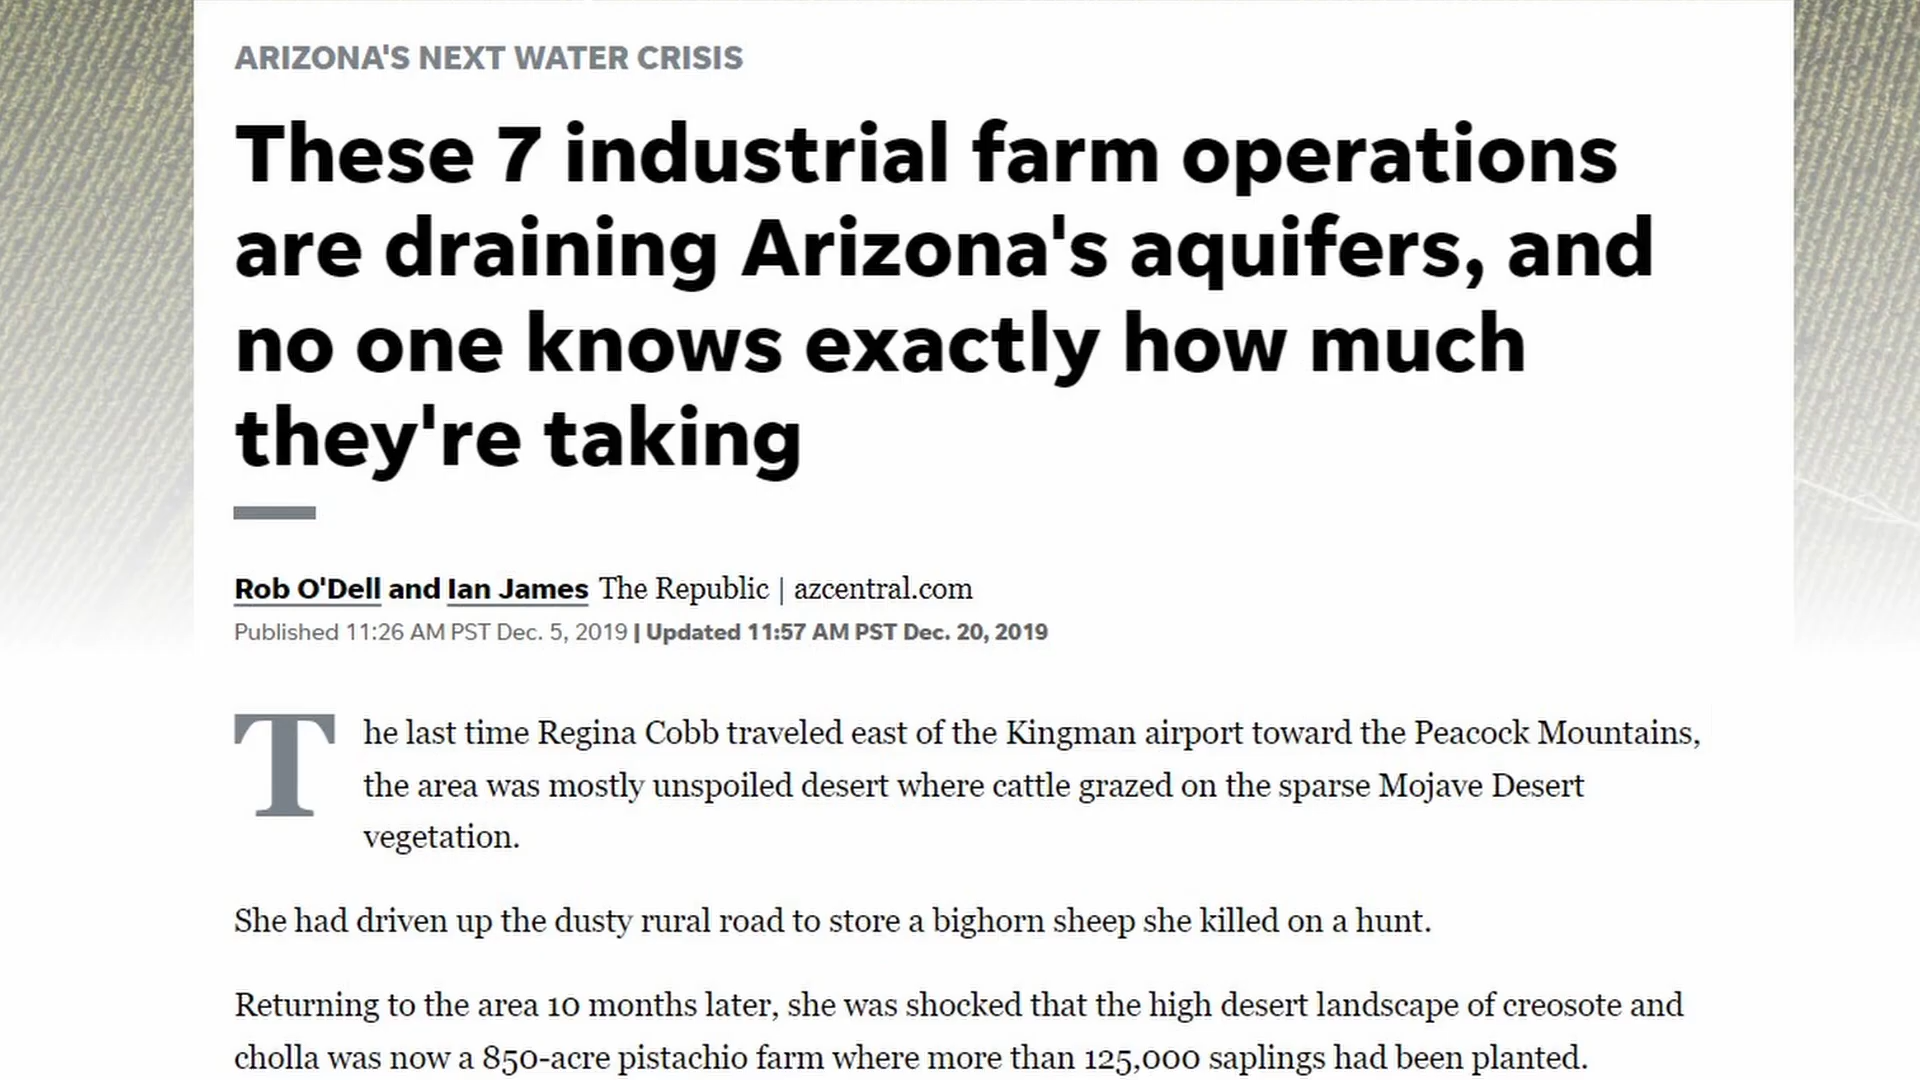 ARIZONA'S NEXT WATER CRISIS
These 7 industrial farm operations
are draining Arizona's aquifers, and
no one knows exactly how much
they're taking
Rob O'Dell and Ian James The Republic | azcentral.com
Published 11:26 AM PST Dec. 5, 2019 | Updated 11:57 AM PST Dec. 20, 2019
The last time Regina Cobb traveled east of the Kingman airport toward the Peacock Mountains,
the area was mostly unspoiled desert where cattle grazed on the sparse Mojave Desert
vegetation.
She had driven up the dusty rural road to store a bighorn sheep she killed on a hunt.
Returning to the area 10 months later, she was shocked that the high desert landscape of creosote and
cholla was now a 850-acre pistachio farm where more than 125,000 saplings had been planted.